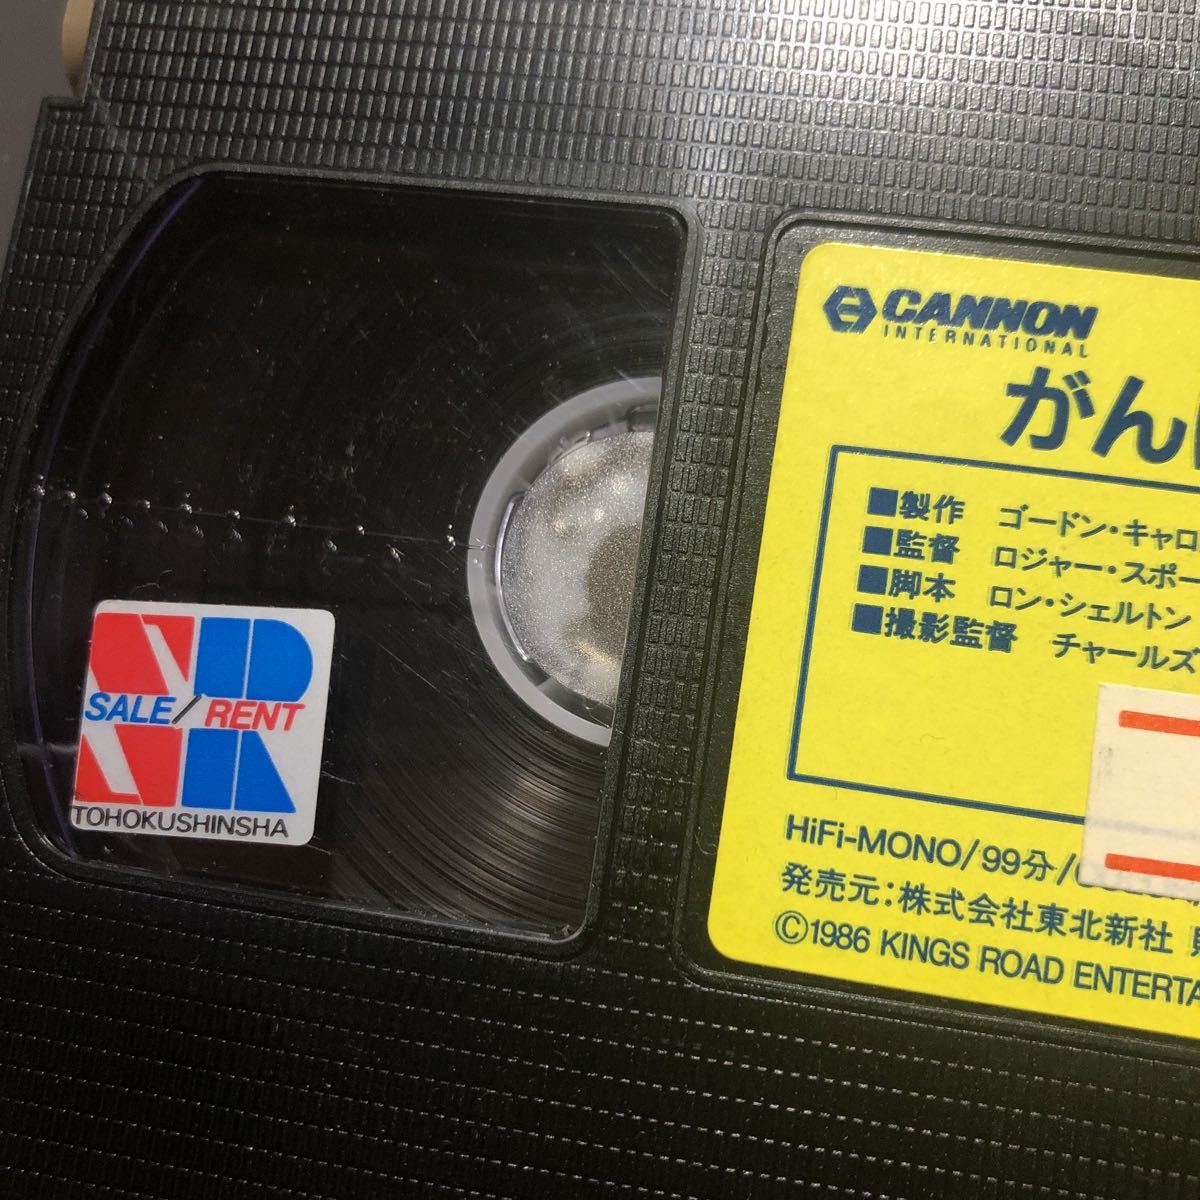 CANNON
INTERNATIONAL
がん
■製作 ゴードン・キャロ
■監督 ロジャー・スポー
■脚本 ロン・シェルトン
■撮影監督 チャールズ
HiFi-MONO/99分/
発売元:株式会社東北新社
©1986 KINGS ROAD ENTERTA
SR
SALE/RENT
TOHOKUSHINSHA